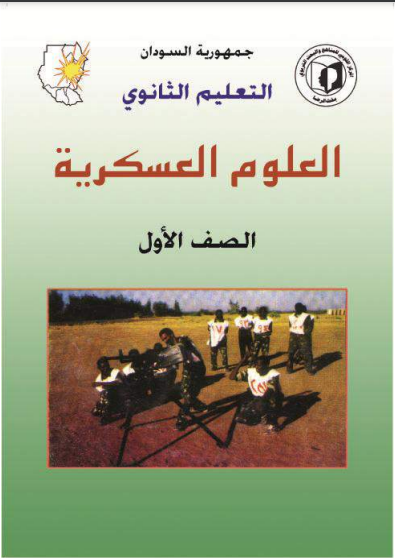 جمهورية السودان
التعليم الثانوي
العلوم العسكرية
الصف الأول